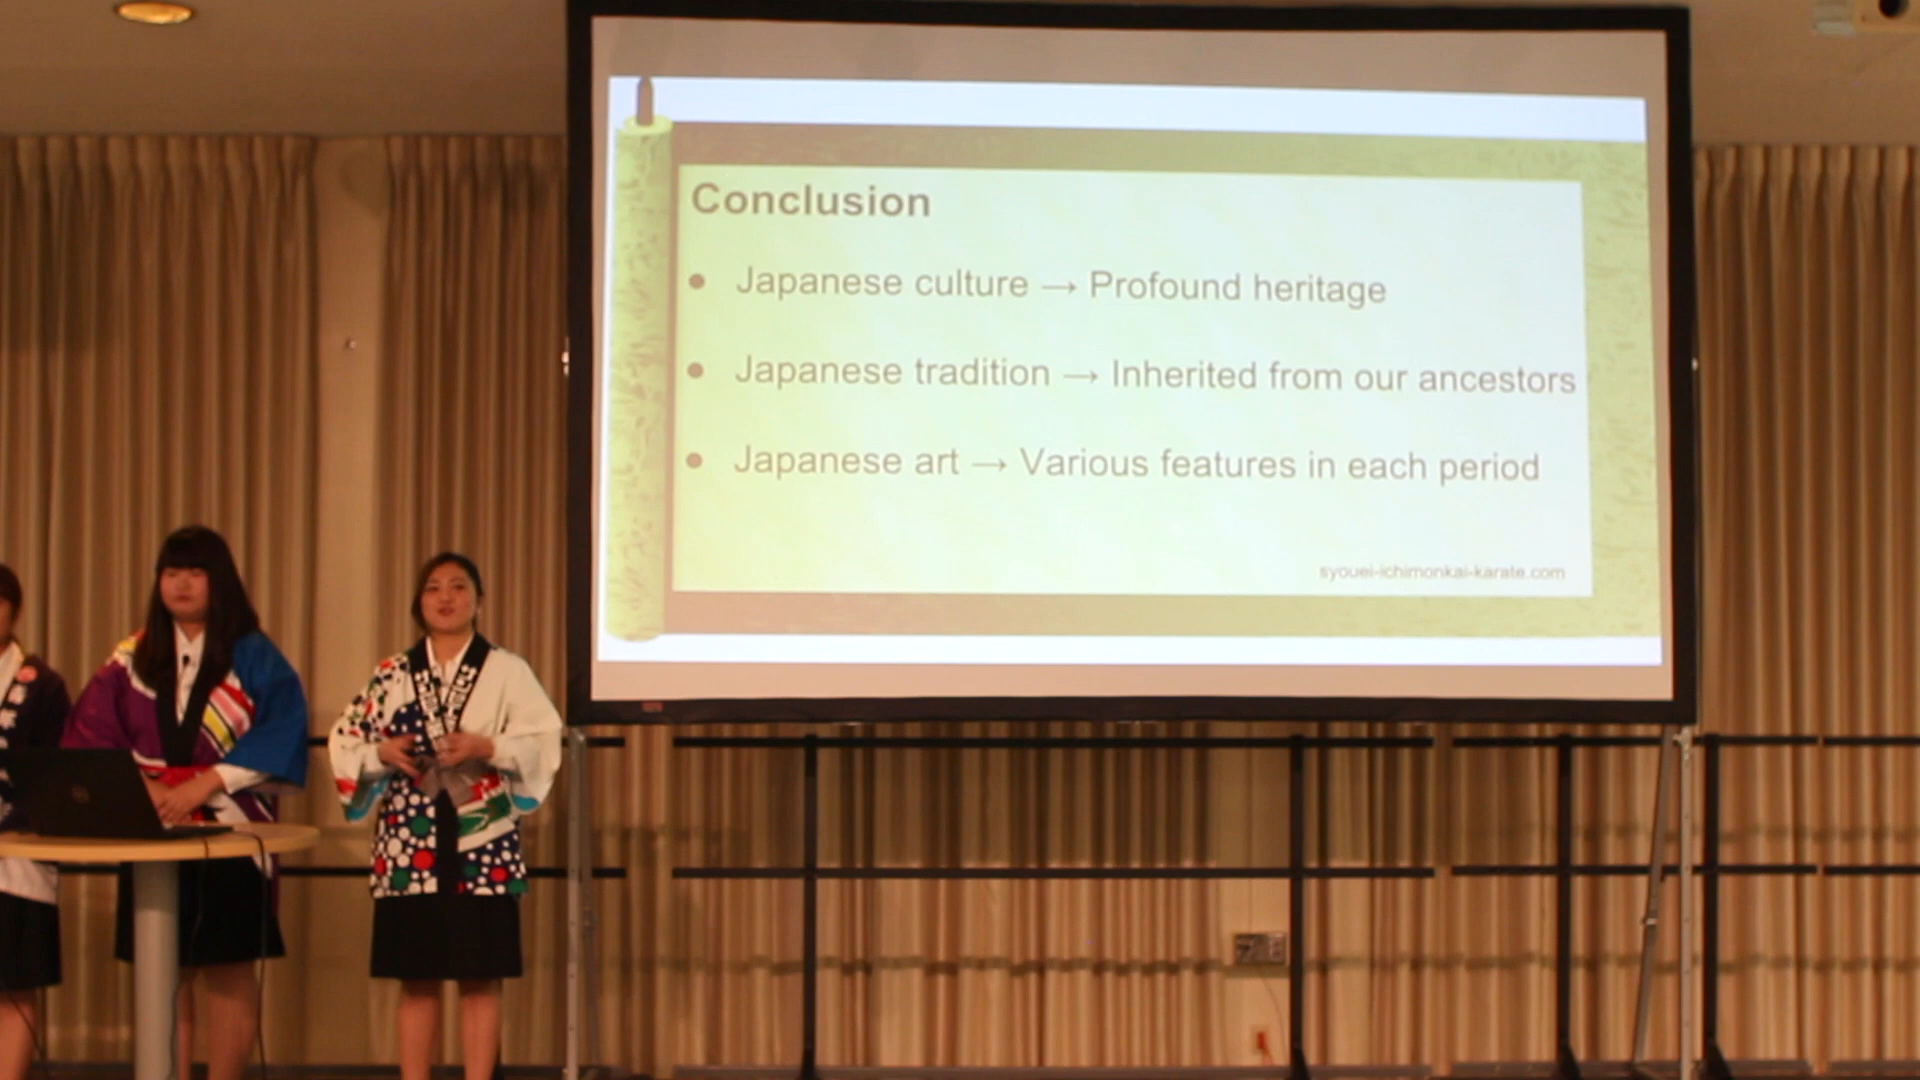 Conclusion
● Japanese culture → Profound heritage
● Japanese tradition → Inherited from our ancestors
● Japanese art → Various features in each period
syouei-ichimonkai-karate.com